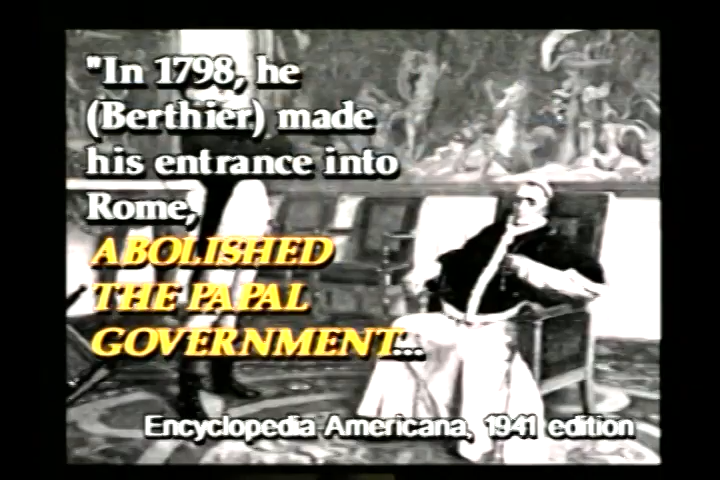 "In 1798, he
(Berthier) made
his entrance into
Rome,
ABOLISHED
THE PAPAL
GOVERNMENT...
Encyclopedia Americana, 1941 edition